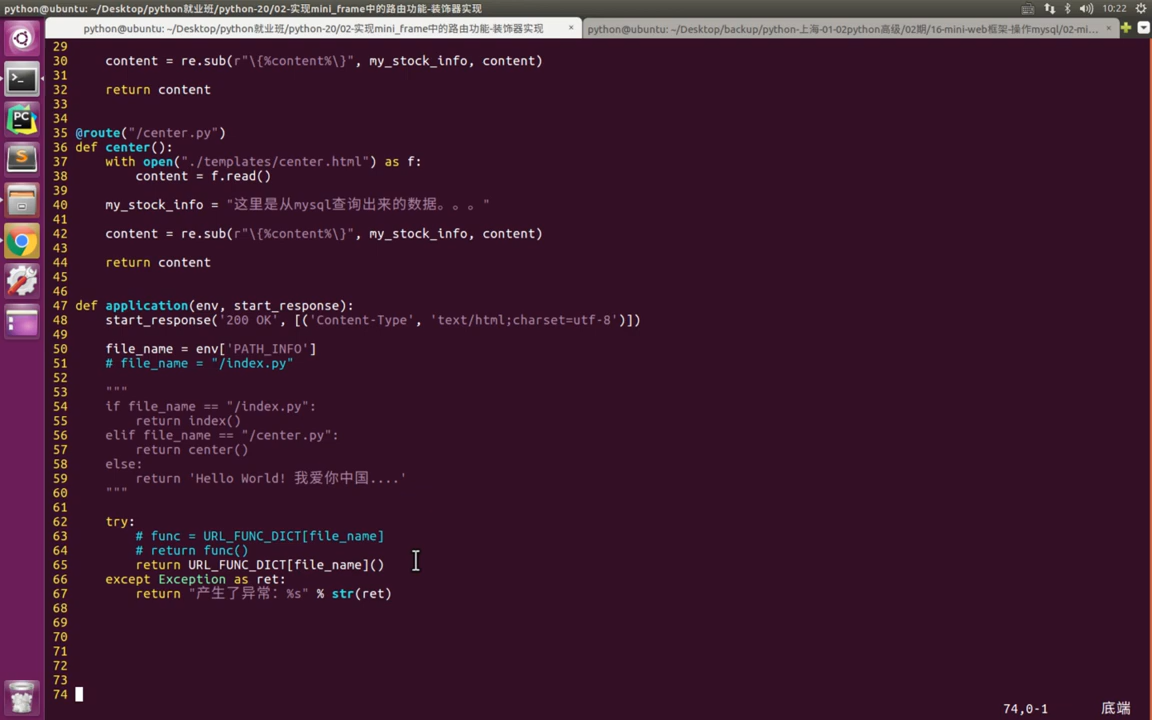 python@ubuntu: ~/Desktop/python就业班/python-20/02-实现mini_frame中的路由功能-装饰器实现
10:22
python@ubuntu: ~/Desktop/python就业班/python-20/02-实现mini_frame中的路由功能-装饰器实现 ×
python@ubuntu: ~/Desktop/backup/python-上海-01-02python高级/02期/16-mini-web框架-操作mysql/02-mi... ×
29
30     content = re.sub(r"\{%content%\}", my_stock_info, content)
31
32     return content
33
34
35 @route("/center.py")
36 def center():
37     with open("./templates/center.html") as f:
38         content = f.read()
39
40     my_stock_info = "这里是从mysql查询出来的数据。。。"
41
42     content = re.sub(r"\{%content%\}", my_stock_info, content)
43
44     return content
45
46
47 def application(env, start_response):
48     start_response('200 OK', [('Content-Type', 'text/html;charset=utf-8')])
49
50     file_name = env['PATH_INFO']
51     # file_name = "/index.py"
52
53     """
54     if file_name == "/index.py":
55         return index()
56     elif file_name == "/center.py":
57         return center()
58     else:
59         return 'Hello World! 我爱你中国....'
60     """
61
62     try:
63         # func = URL_FUNC_DICT[file_name]
64         # return func()
65         return URL_FUNC_DICT[file_name]()
66     except Exception as ret:
67         return "产生了异常：%s" % str(ret)
68
69
70
71
72
73
74
74,0-1 底端
PC
S